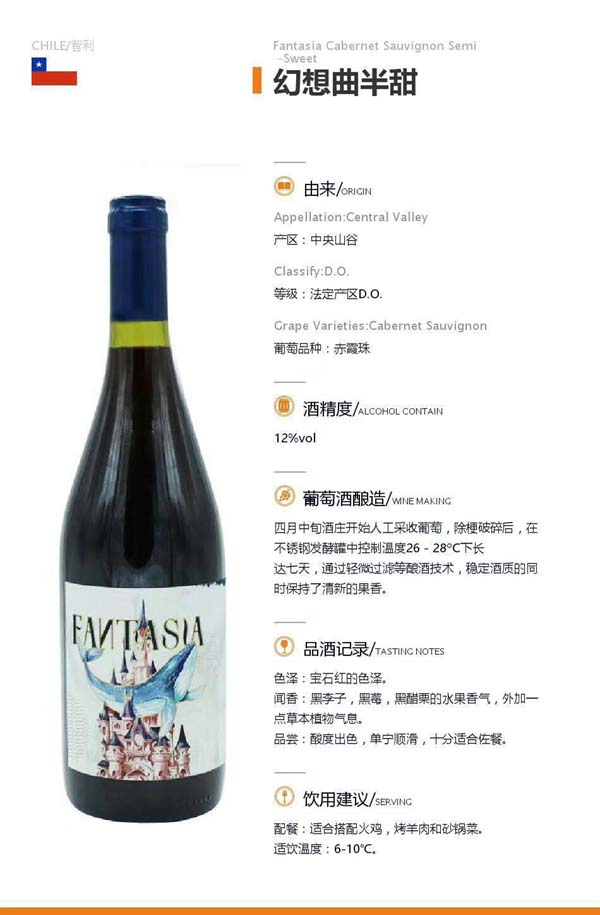 CHILE/智利
Fantasia Cabernet Sauvignon Semi
-Sweet
幻想曲半甜
由来/ORIGIN
Appellation:Central Valley
产区：中央山谷
Classify:D.O.
等级：法定产区D.O.
Grape Varieties:Cabernet Sauvignon
葡萄品种：赤霞珠
酒精度/ALCOHOL CONTAIN
12%vol
葡萄酒酿造/WINE MAKING
四月中旬酒庄开始人工采收葡萄，除梗破碎后，在
不锈钢发酵罐中控制温度26 - 28°C下长
达七天，通过轻微过滤等酿酒技术，稳定酒质的同
时保持了清新的果香。
FANTASIA
品酒记录/TASTING NOTES
色泽：宝石红的色泽。
闻香：黑李子，黑莓，黑醋栗的水果香气，外加一
点草本植物气息。
品尝：酸度出色，单宁顺滑，十分适合佐餐。
饮用建议/SERVING
配餐：适合搭配火鸡，烤羊肉和砂锅菜。
适饮温度：6-10℃。